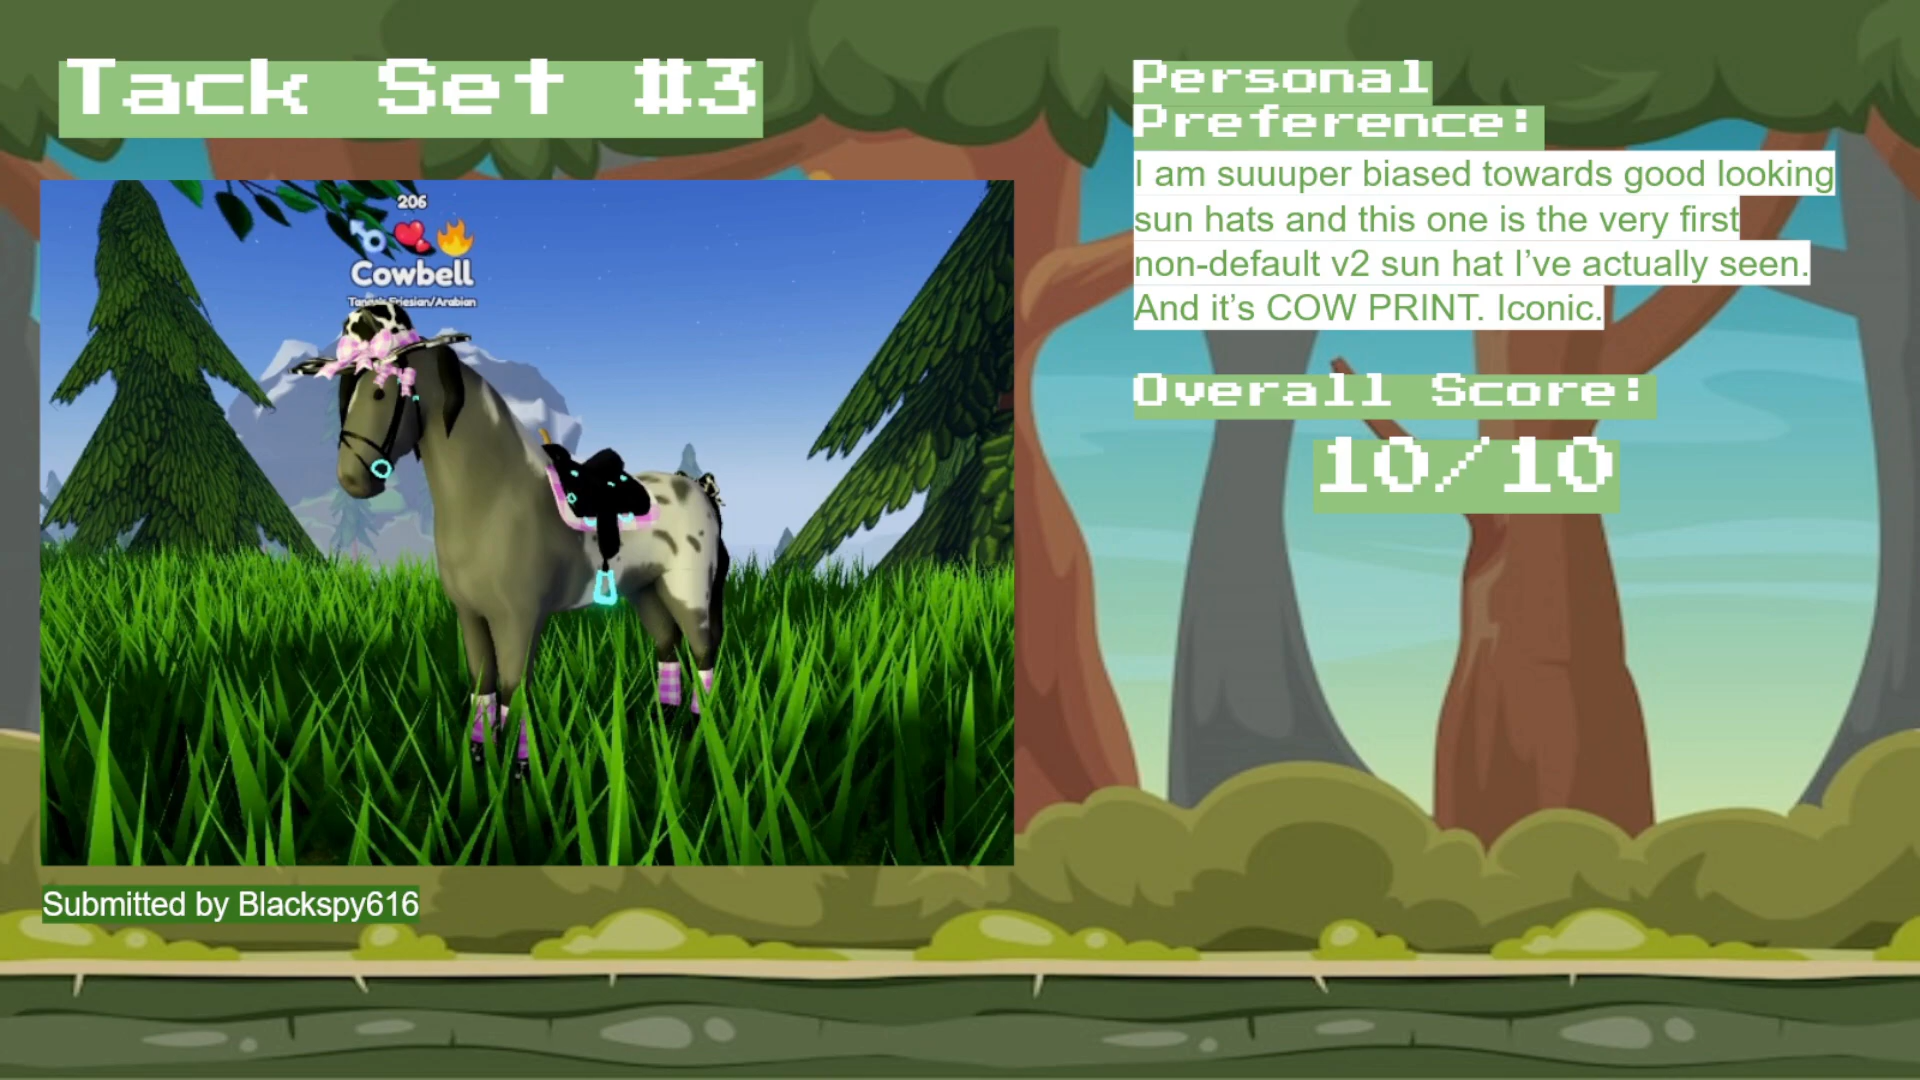 Tack Set #3
206
Cowbell
Friesian/Arabian
Submitted by Blackspy616
Personal
Preference:
I am suuuper biased towards good looking
sun hats and this one is the very first
non-default v2 sun hat I’ve actually seen.
And it’s COW PRINT. Iconic.
Overall Score:
10/10